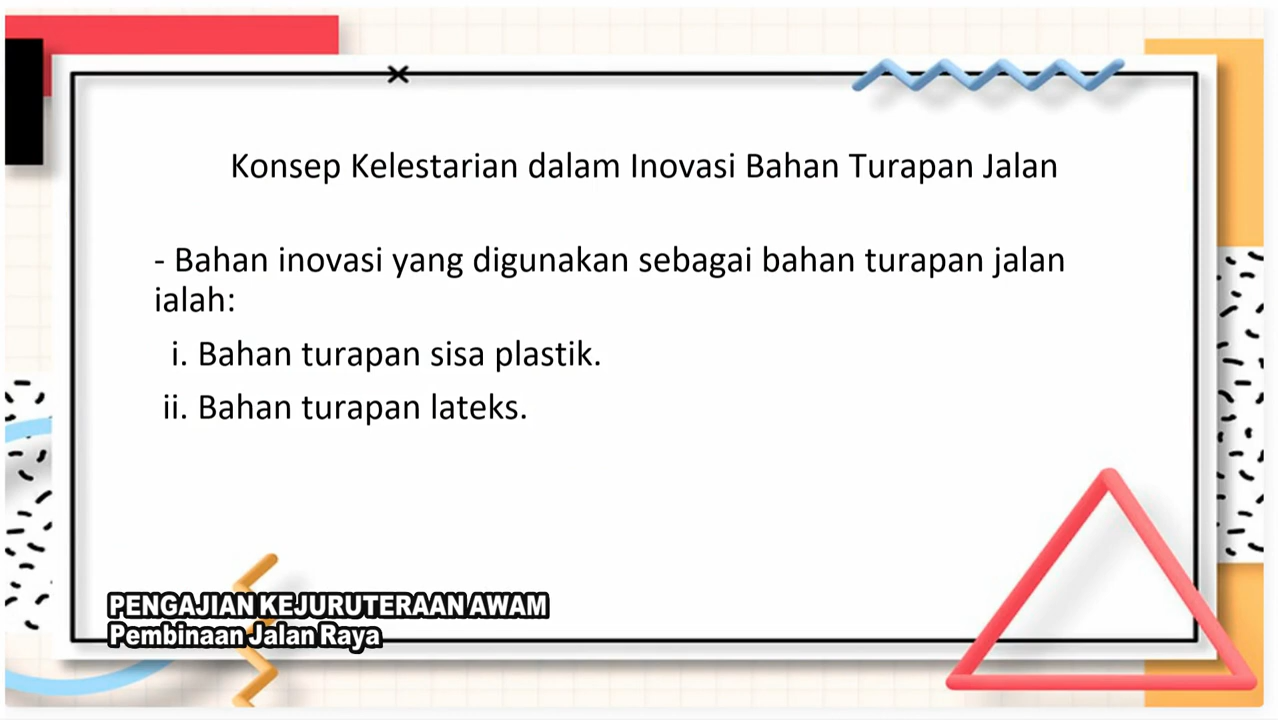 Konsep Kelestarian dalam Inovasi Bahan Turapan Jalan
- Bahan inovasi yang digunakan sebagai bahan turapan jalan
ialah:
i. Bahan turapan sisa plastik.
ii. Bahan turapan lateks.
PENGAJIAN KEJURUTERAAN AWAM
Pembinaan Jalan Raya